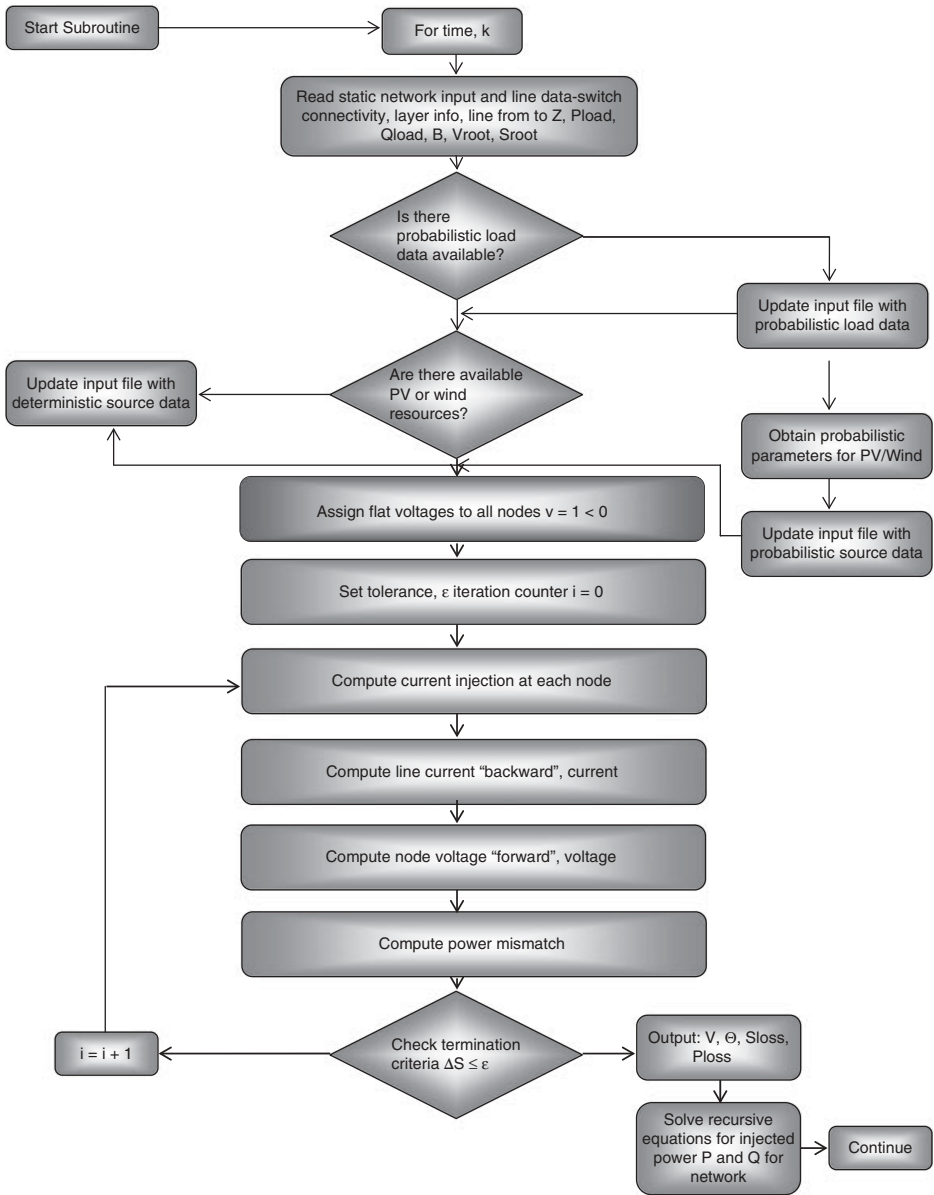 Start Subroutine
For time, k
Read static network input and line data-switch
connectivity, layer info, line from to Z, Pload,
Qload, B, Vroot, Sroot
Is there
probabilistic load
data available?
Update input file with
probabilistic load data
Are there available
PV or wind
resources?
Update input file with
deterministic source data
Obtain probabilistic
parameters for PV/Wind
Update input file with
probabilistic source data
Assign flat voltages to all nodes v = 1 < 0
Set tolerance, ε iteration counter i = 0
Compute current injection at each node
Compute line current “backward”, current
Compute node voltage “forward”, voltage
Compute power mismatch
Check termination
criteria ΔS ≤ ε
i = i + 1
Output: V, Θ, Sloss,
Ploss
Solve recursive
equations for injected
power P and Q for
network
Continue